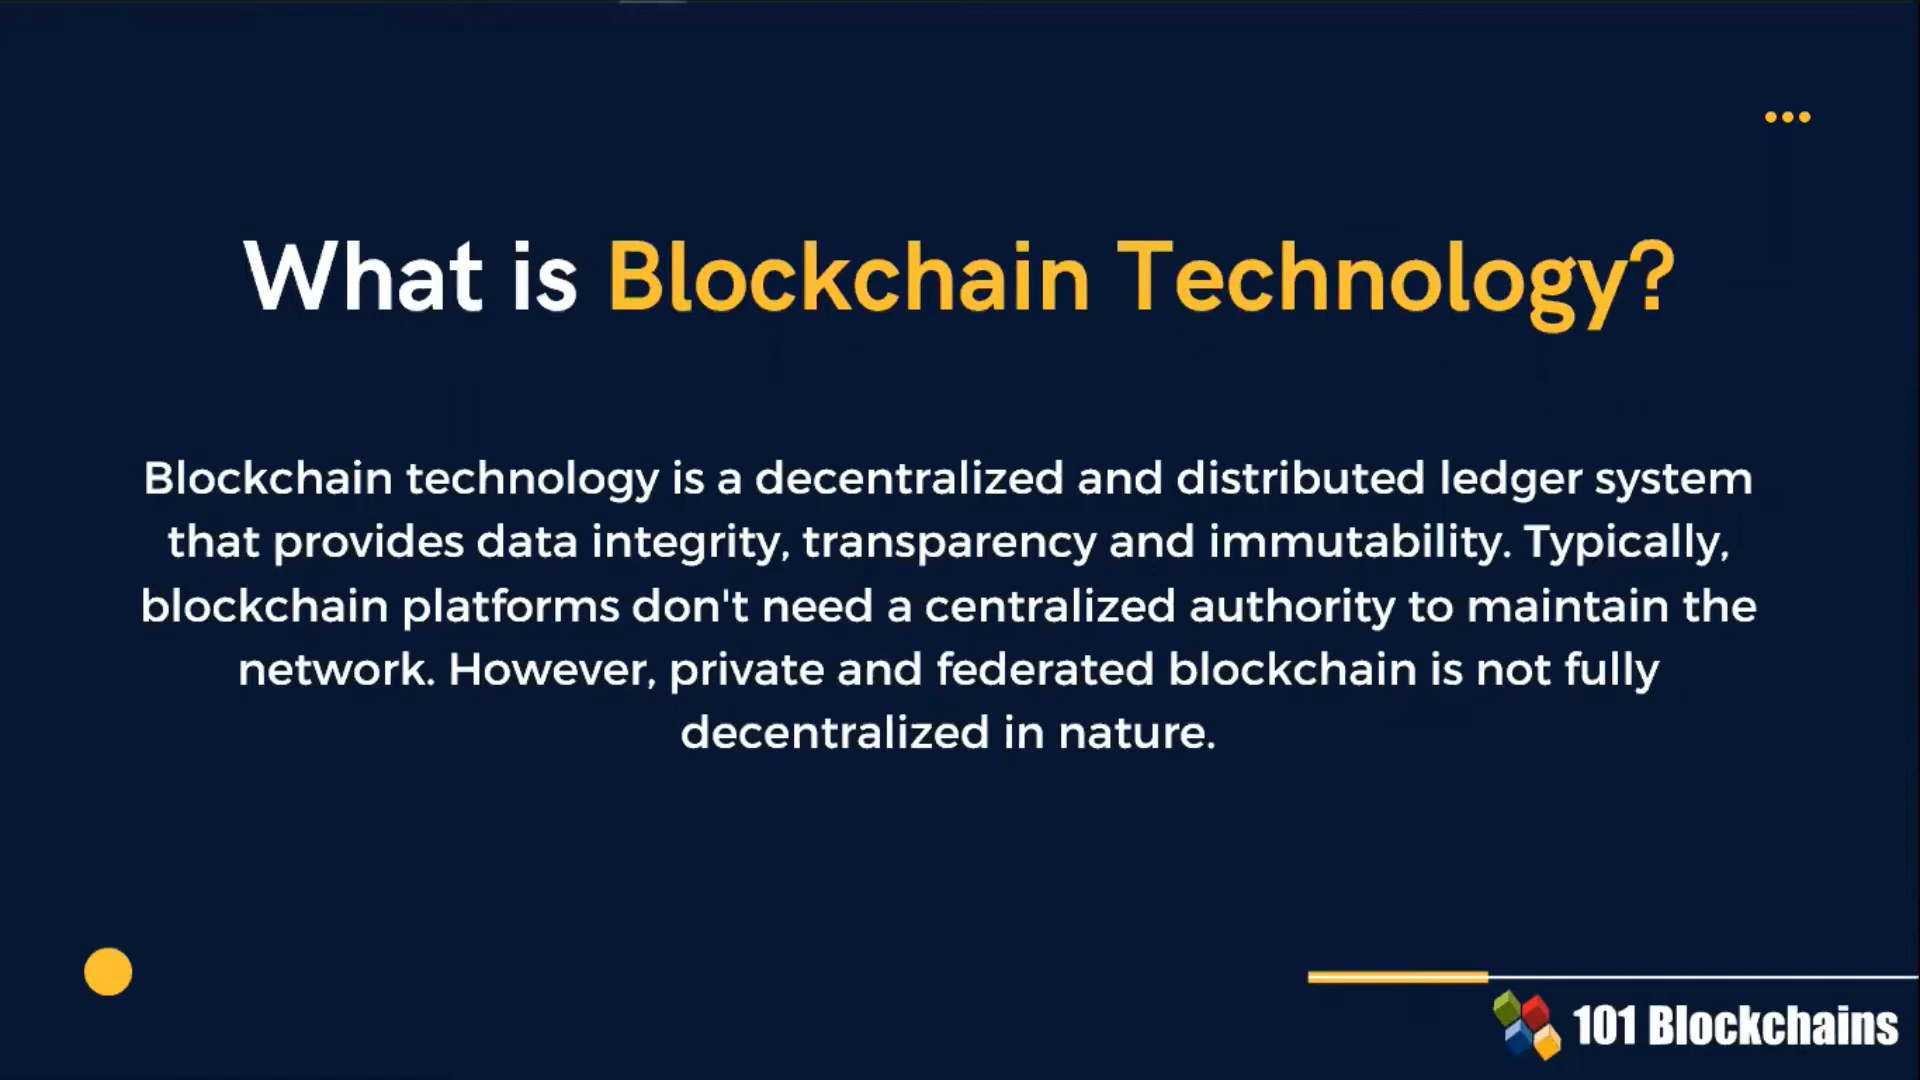 What is Blockchain Technology?
Blockchain technology is a decentralized and distributed ledger system
that provides data integrity, transparency and immutability. Typically,
blockchain platforms don't need a centralized authority to maintain the
network. However, private and federated blockchain is not fully
decentralized in nature.
101 Blockchains